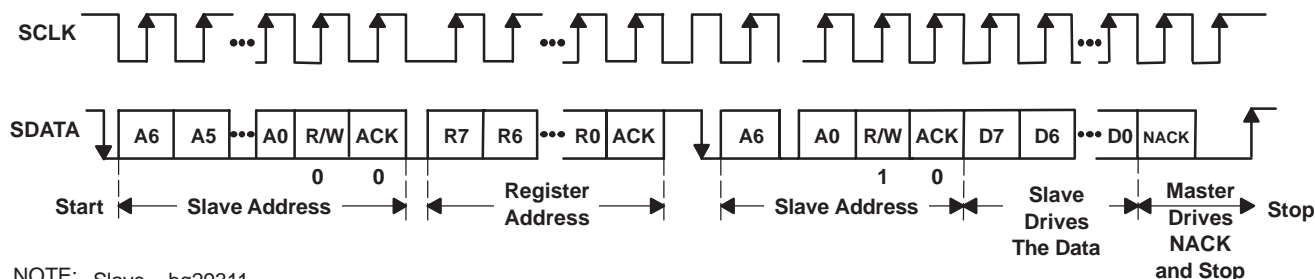 SCLK
SDATA A6 A5 A0 R/W ACK R7 R6 R0 ACK A6 A0 R/W ACK D7 D6 D0 NACK
0 0 1 0
Start Slave Address Register Address Slave Address Slave Drives The Data Master Drives NACK and Stop Stop
NOTE: Slave = bq29311